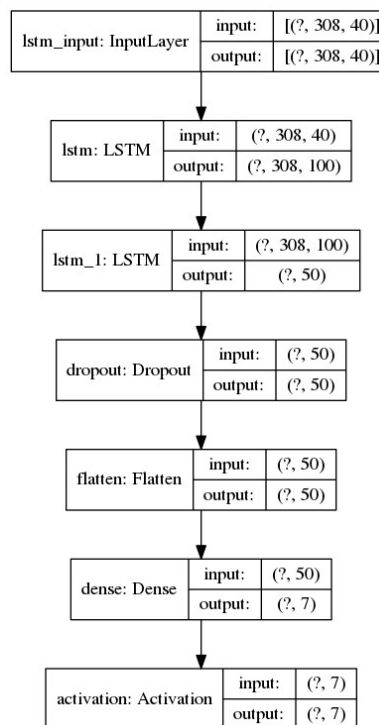 lstm_input: InputLayer
input: [(?, 308, 40)]
output: [(?, 308, 40)]
lstm: LSTM
input: (?, 308, 40)
output: (?, 308, 100)
lstm_1: LSTM
input: (?, 308, 100)
output: (?, 50)
dropout: Dropout
input: (?, 50)
output: (?, 50)
flatten: Flatten
input: (?, 50)
output: (?, 50)
dense: Dense
input: (?, 50)
output: (?, 7)
activation: Activation
input: (?, 7)
output: (?, 7)